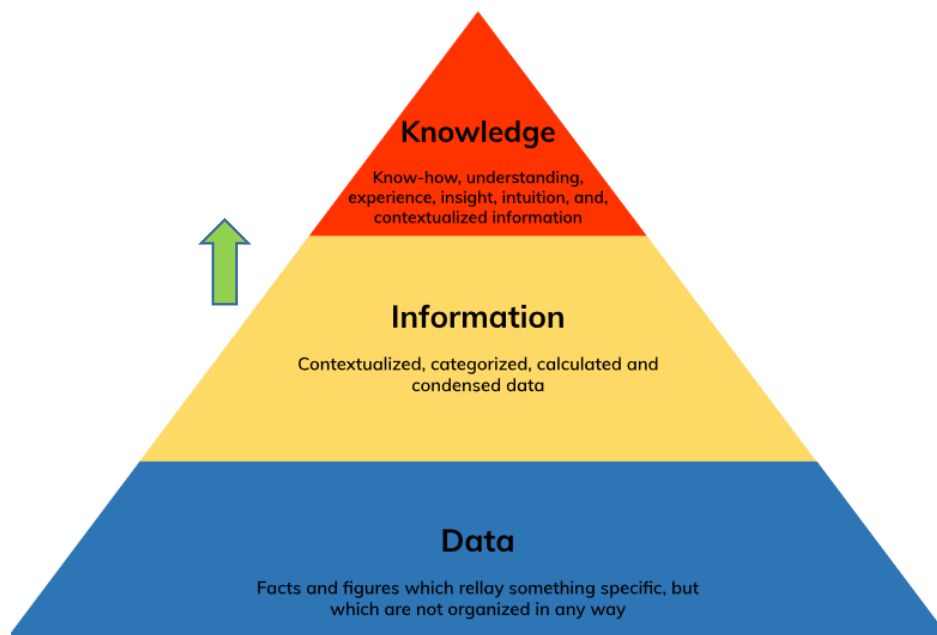 Knowledge
Know-how, understanding,
experience, insight, intuition, and,
contextualized information
Information
Contextualized, categorized, calculated and
condensed data
Data
Facts and figures which rellay something specific, but
which are not organized in any way